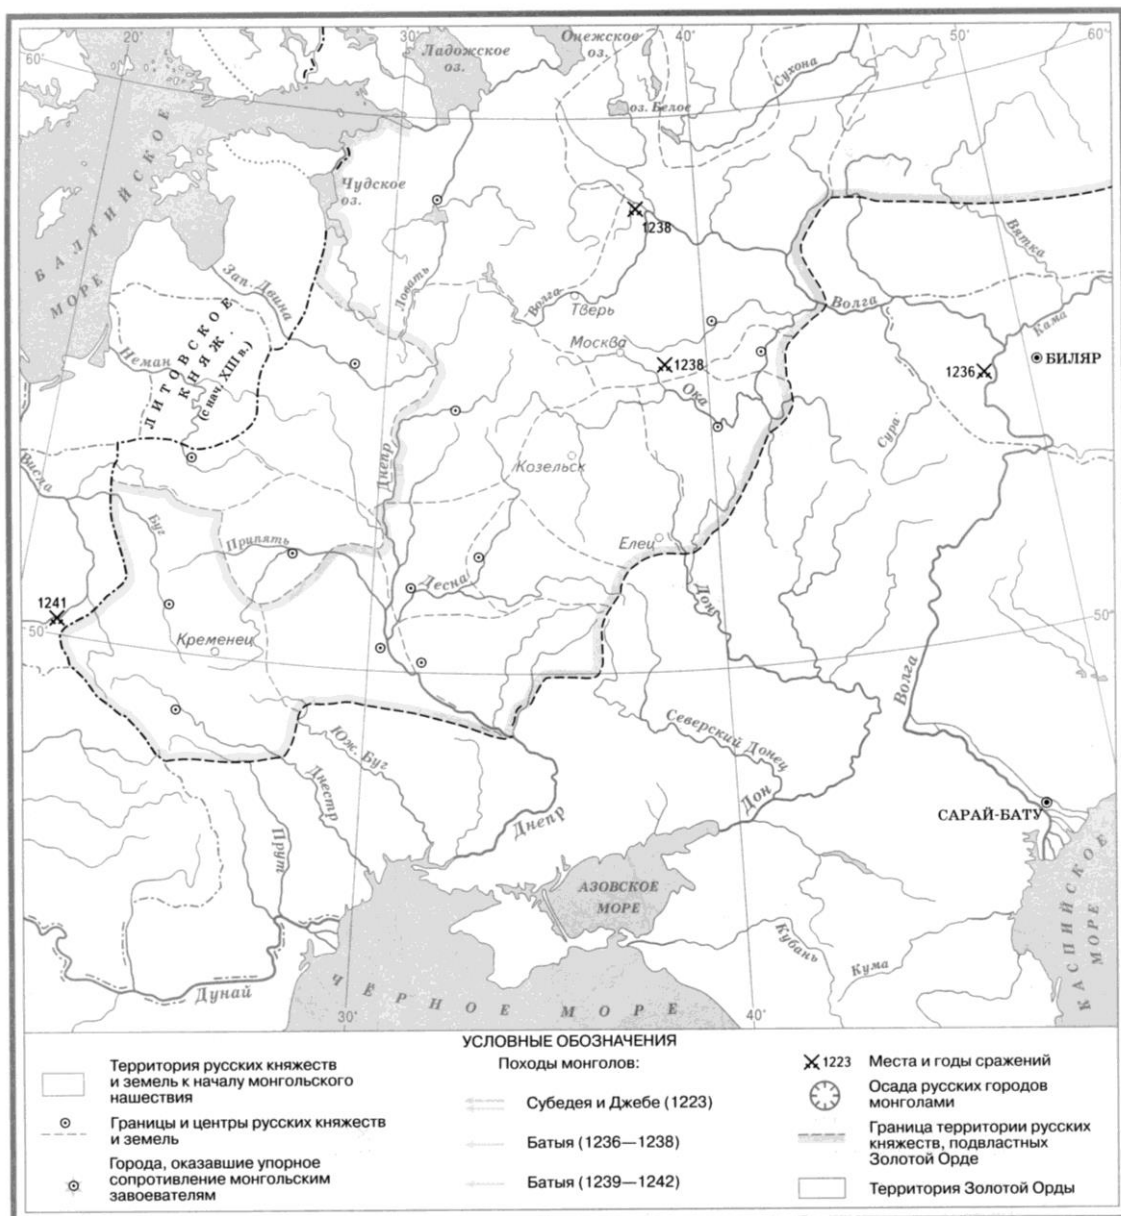 20°
30°
40°
50°
60°
60°
Ладожское
оз.
Онежское
оз.
Сухона
оз. Белое
БАЛТИЙСКОЕ
МОРЕ
Чудское
оз.
1238
Вятка
Зап. Двина
Ловать
Волга
Тверь
Волга
Кама
Неман
ЛИТОВСКОЕ
КНЯЖ.
(с нач. XIII в.)
Москва
1238
Ока
1236
БИЛЯР
Сура
Висла
Днепр
Козельск
Буг
Припять
Елец
Десна
Дон
1241
50°
50°
Кременец
Волга
Юж. Буг
Северский Донец
Днестр
Днепр
Дон
САРАЙ-БАТУ
Прут
АЗОВСКОЕ
МОРЕ
Кубань
Кума
КАСПИЙСКОЕ
МОРЕ
Дунай
ЧЁРНОЕ МОРЕ
30°
40°
УСЛОВНЫЕ ОБОЗНАЧЕНИЯ
Территория русских княжеств
и земель к началу монгольского
нашествия
Границы и центры русских княжеств
и земель
Города, оказавшие упорное
сопротивление монгольским
завоевателям
Походы монголов:
Субедея и Джебе (1223)
Батыя (1236—1238)
Батыя (1239—1242)
1223 Места и годы сражений
Осада русских городов
монголами
Граница территории русских
княжеств, подвластных
Золотой Орде
Территория Золотой Орды